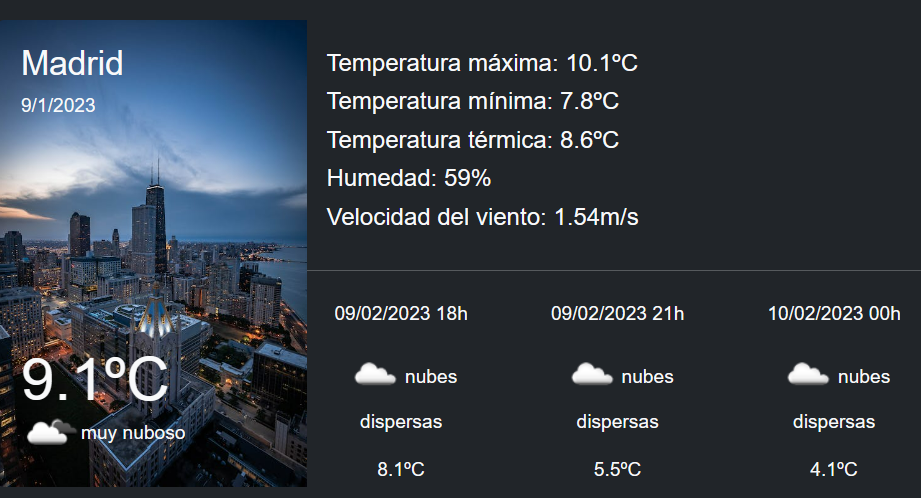 Madrid
9/1/2023
9.1ºC
muy nuboso
Temperatura máxima: 10.1ºC
Temperatura mínima: 7.8ºC
Temperatura térmica: 8.6ºC
Humedad: 59%
Velocidad del viento: 1.54m/s
09/02/2023 18h
nubes
dispersas
8.1ºC
09/02/2023 21h
nubes
dispersas
5.5ºC
10/02/2023 00h
nubes
dispersas
4.1ºC